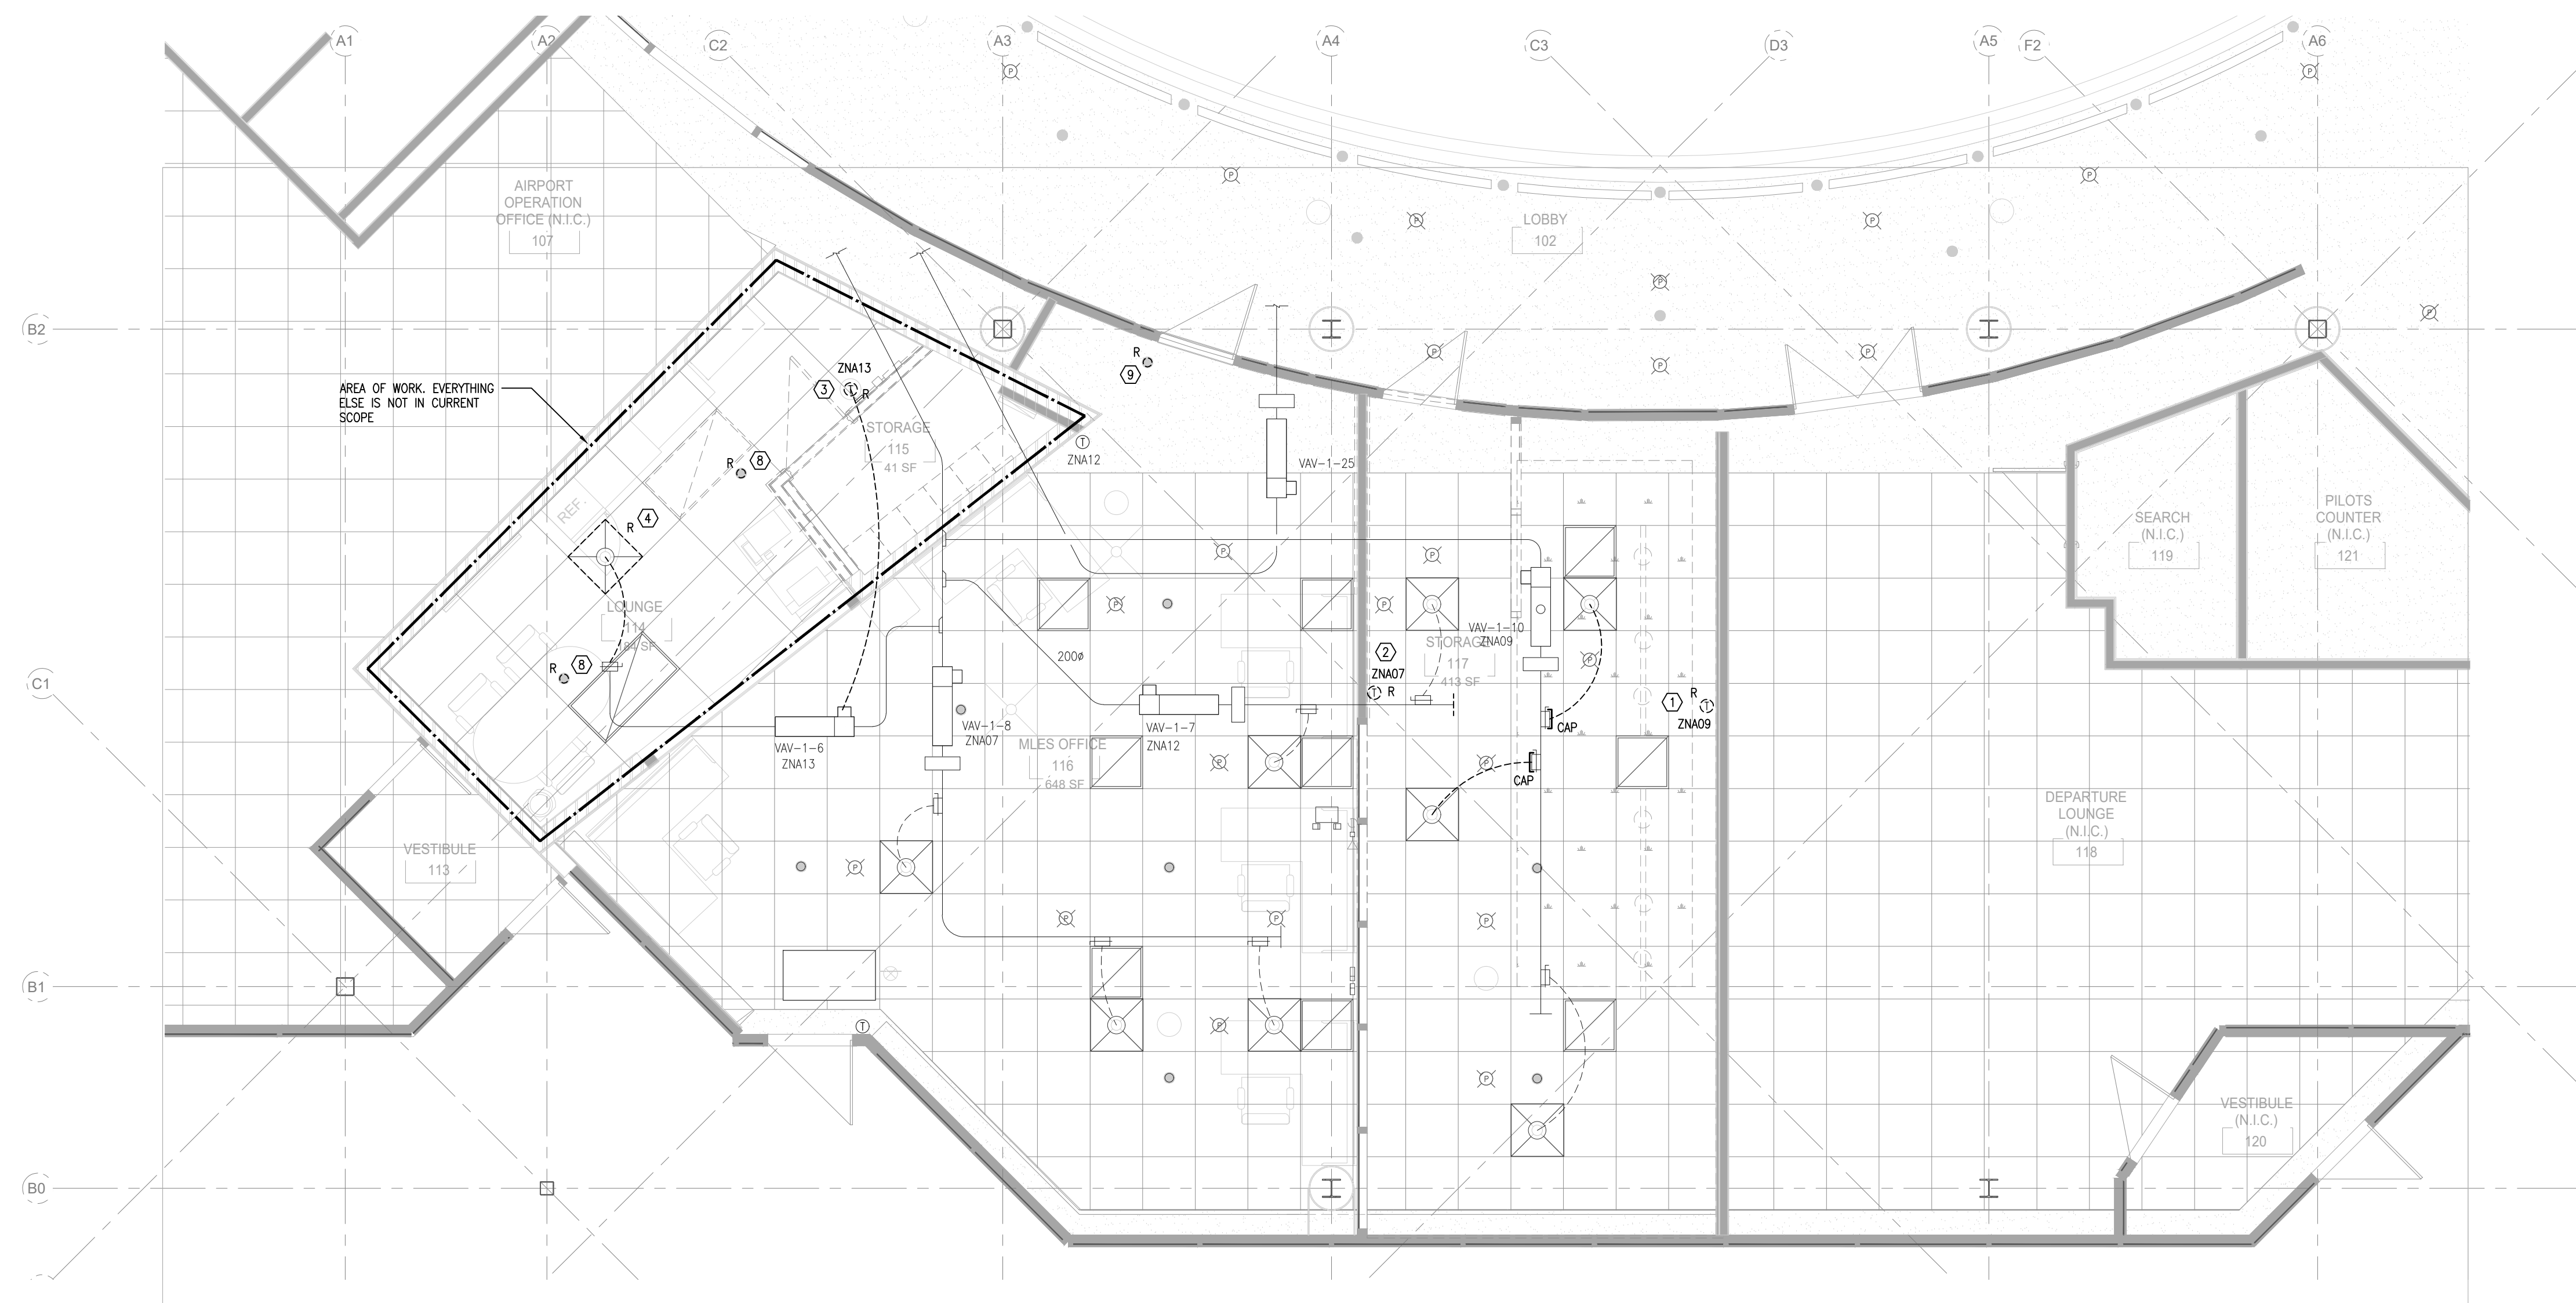 A1
A2
C2
A3
A4
C3
D3
A5
F2
A6
AIRPORT
OPERATION
OFFICE (N.I.C.)
107
LOBBY
102
P
P
P
P
P
P
P
P
B2
P
P
P
P
P
R
9
AREA OF WORK. EVERYTHING
ELSE IS NOT IN CURRENT
SCOPE
ZNA13
3
T
R
STORAGE
115
41 SF
T
ZNA12
VAV-1-25
R
8
REF.
R
4
SEARCH
(N.I.C.)
119
PILOTS
COUNTER
(N.I.C.)
121
P
P
P
P
P
LOUNGE
114
VAV-1-10
ZNA09
STORAGE
117
413 SF
200ø
2
ZNA07
T
R
R
8
C1
1
R
T
ZNA09
VAV-1-6
ZNA13
VAV-1-8
ZNA07
VAV-1-7
ZNA12
MLES OFFICE
116
648 SF
CAP
CAP
P
P
DEPARTURE
LOUNGE
(N.I.C.)
118
VESTIBULE
113
P
P
P
P
B1
T
P
P
VESTIBULE
(N.I.C.)
120
B0